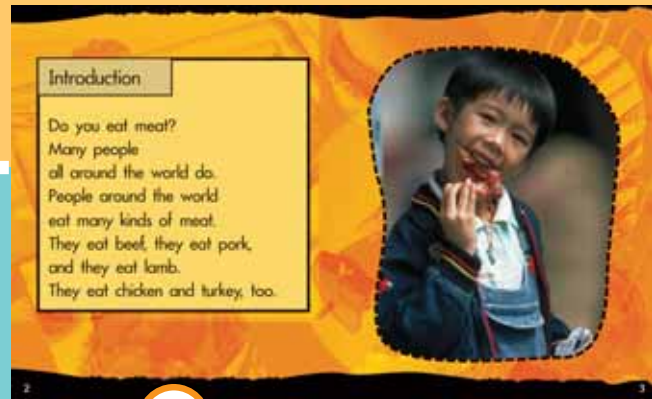 Introduction
Do you eat meat?
Many people
all around the world do.
People around the world
eat many kinds of meat.
They eat beef, they eat pork,
and they eat lamb.
They eat chicken and turkey, too.
2
3